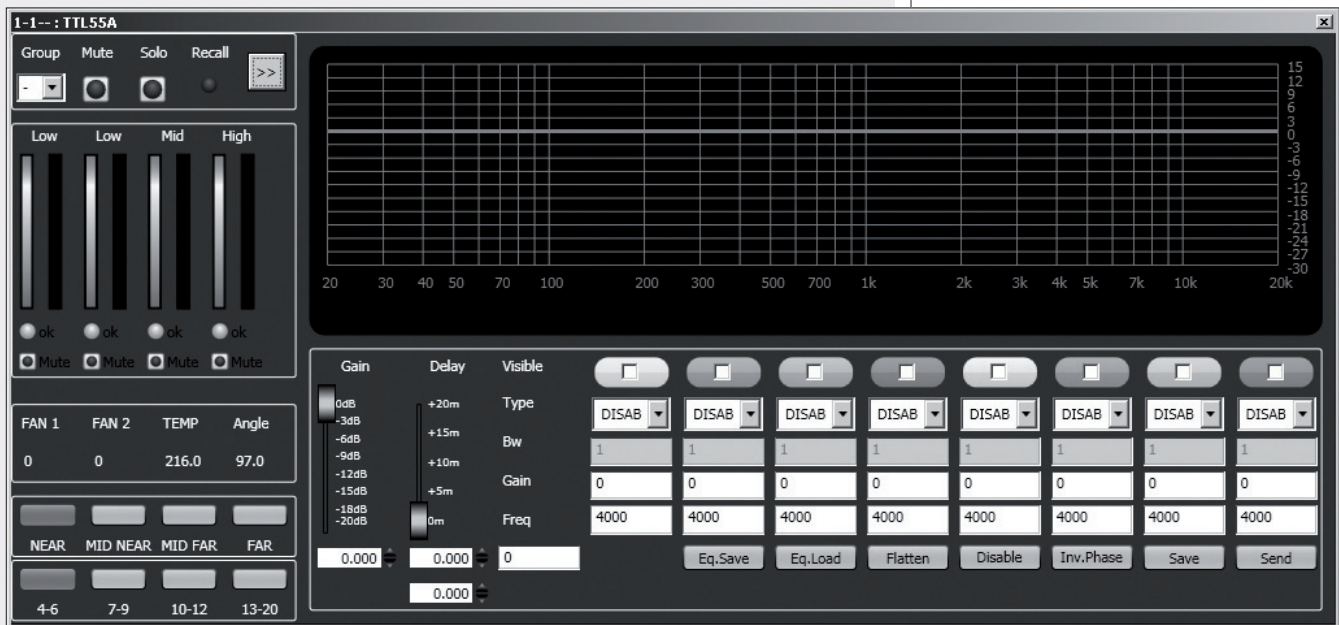 1-1-- : TTL55A
Group Mute Solo Recall
- >>
Low Low Mid High
ok ok ok ok
Mute Mute Mute Mute
FAN 1 FAN 2 TEMP Angle
0 0 216.0 97.0
NEAR MID NEAR MID FAR FAR
4-6 7-9 10-12 13-20
15
12
9
6
3
0
-3
-6
-9
-12
-15
-18
-21
-24
-27
-30
20 30 40 50 70 100 200 300 500 700 1k 2k 3k 4k 5k 7k 10k 20k
Gain Delay Visible
0dB
-3dB
-6dB
-9dB
-12dB
-15dB
-18dB
-20dB
0.000
+20m
+15m
+10m
+5m
0m
0.000
0.000
Type DISAB DISAB DISAB DISAB DISAB DISAB DISAB DISAB
Bw 1 1 1 1 1 1 1 1
Gain 0 0 0 0 0 0 0 0
Freq 4000 4000 4000 4000 4000 4000 4000 4000
0 Eq.Save Eq.Load Flatten Disable Inv.Phase Save Send